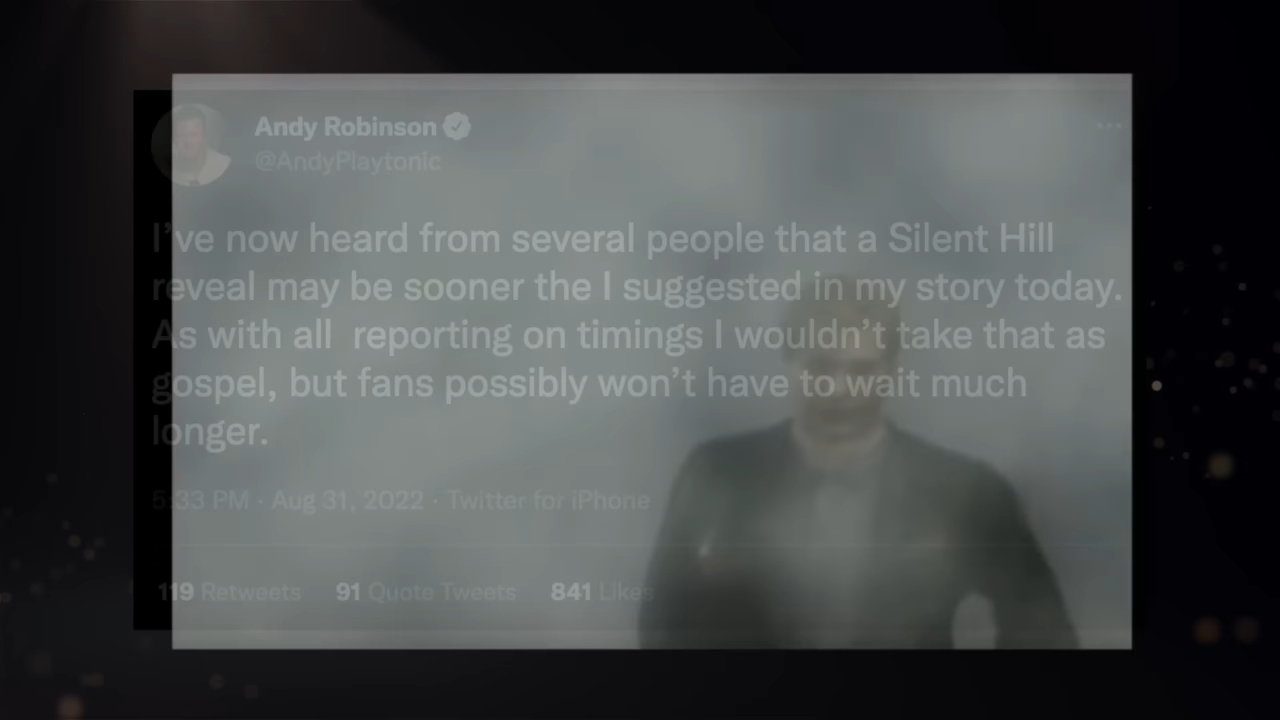 Andy Robinson
@AndyPlaytonic
I've now heard from several people that a Silent Hill
reveal may be sooner the I suggested in my story today.
As with all  reporting on timings I wouldn't take that as
gospel, but fans possibly won't have to wait much
longer.
5:33 PM · Aug 31, 2022 · Twitter for iPhone
119 Retweets 91 Quote Tweets 841 Likes